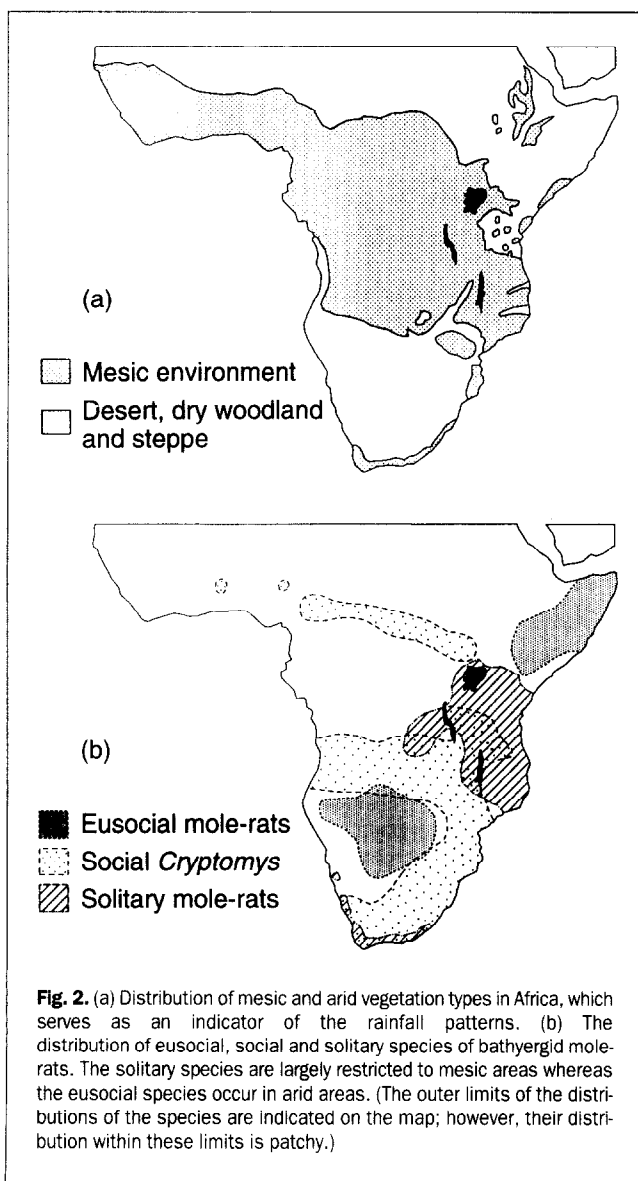 (a)
Mesic environment
Desert, dry woodland
and steppe
(b)
Eusocial mole-rats
Social Cryptomys
Solitary mole-rats
Fig. 2. (a) Distribution of mesic and arid vegetation types in Africa, which
serves as an indicator of the rainfall patterns. (b) The
distribution of eusocial, social and solitary species of bathyergid mole-
rats. The solitary species are largely restricted to mesic areas whereas
the eusocial species occur in arid areas. (The outer limits of the distri-
butions of the species are indicated on the map; however, their distri-
bution within these limits is patchy.)